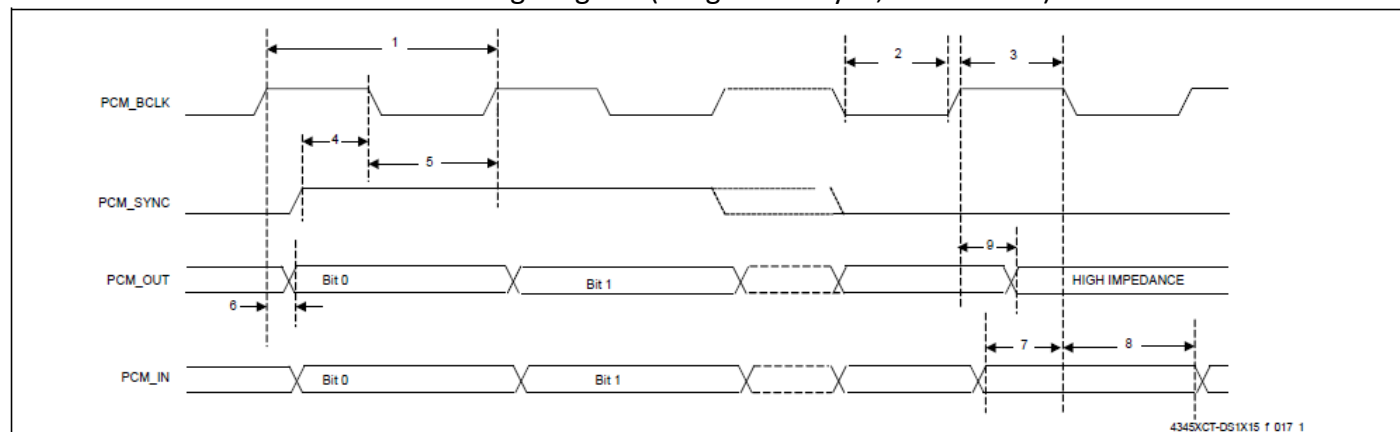 1
2
3
PCM_BCLK
4
5
PCM_SYNC
9
PCM_OUT
Bit 0
Bit 1
HIGH IMPEDANCE
6
7
8
PCM_IN
Bit 0
Bit 1
4345XCT-DS1X15 f 017 1